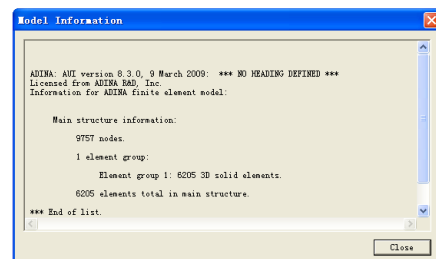 Model Information
ADINA: AUI version 8.3.0, 9 March 2009: *** NO HEADING DEFINED ***
Licensed from ADINA R&D, Inc.
Information for ADINA finite element model:
Main structure information:
9757 nodes.
1 element group:
Element group 1: 6205 3D solid elements.
6205 elements total in main structure.
*** End of list.
Close